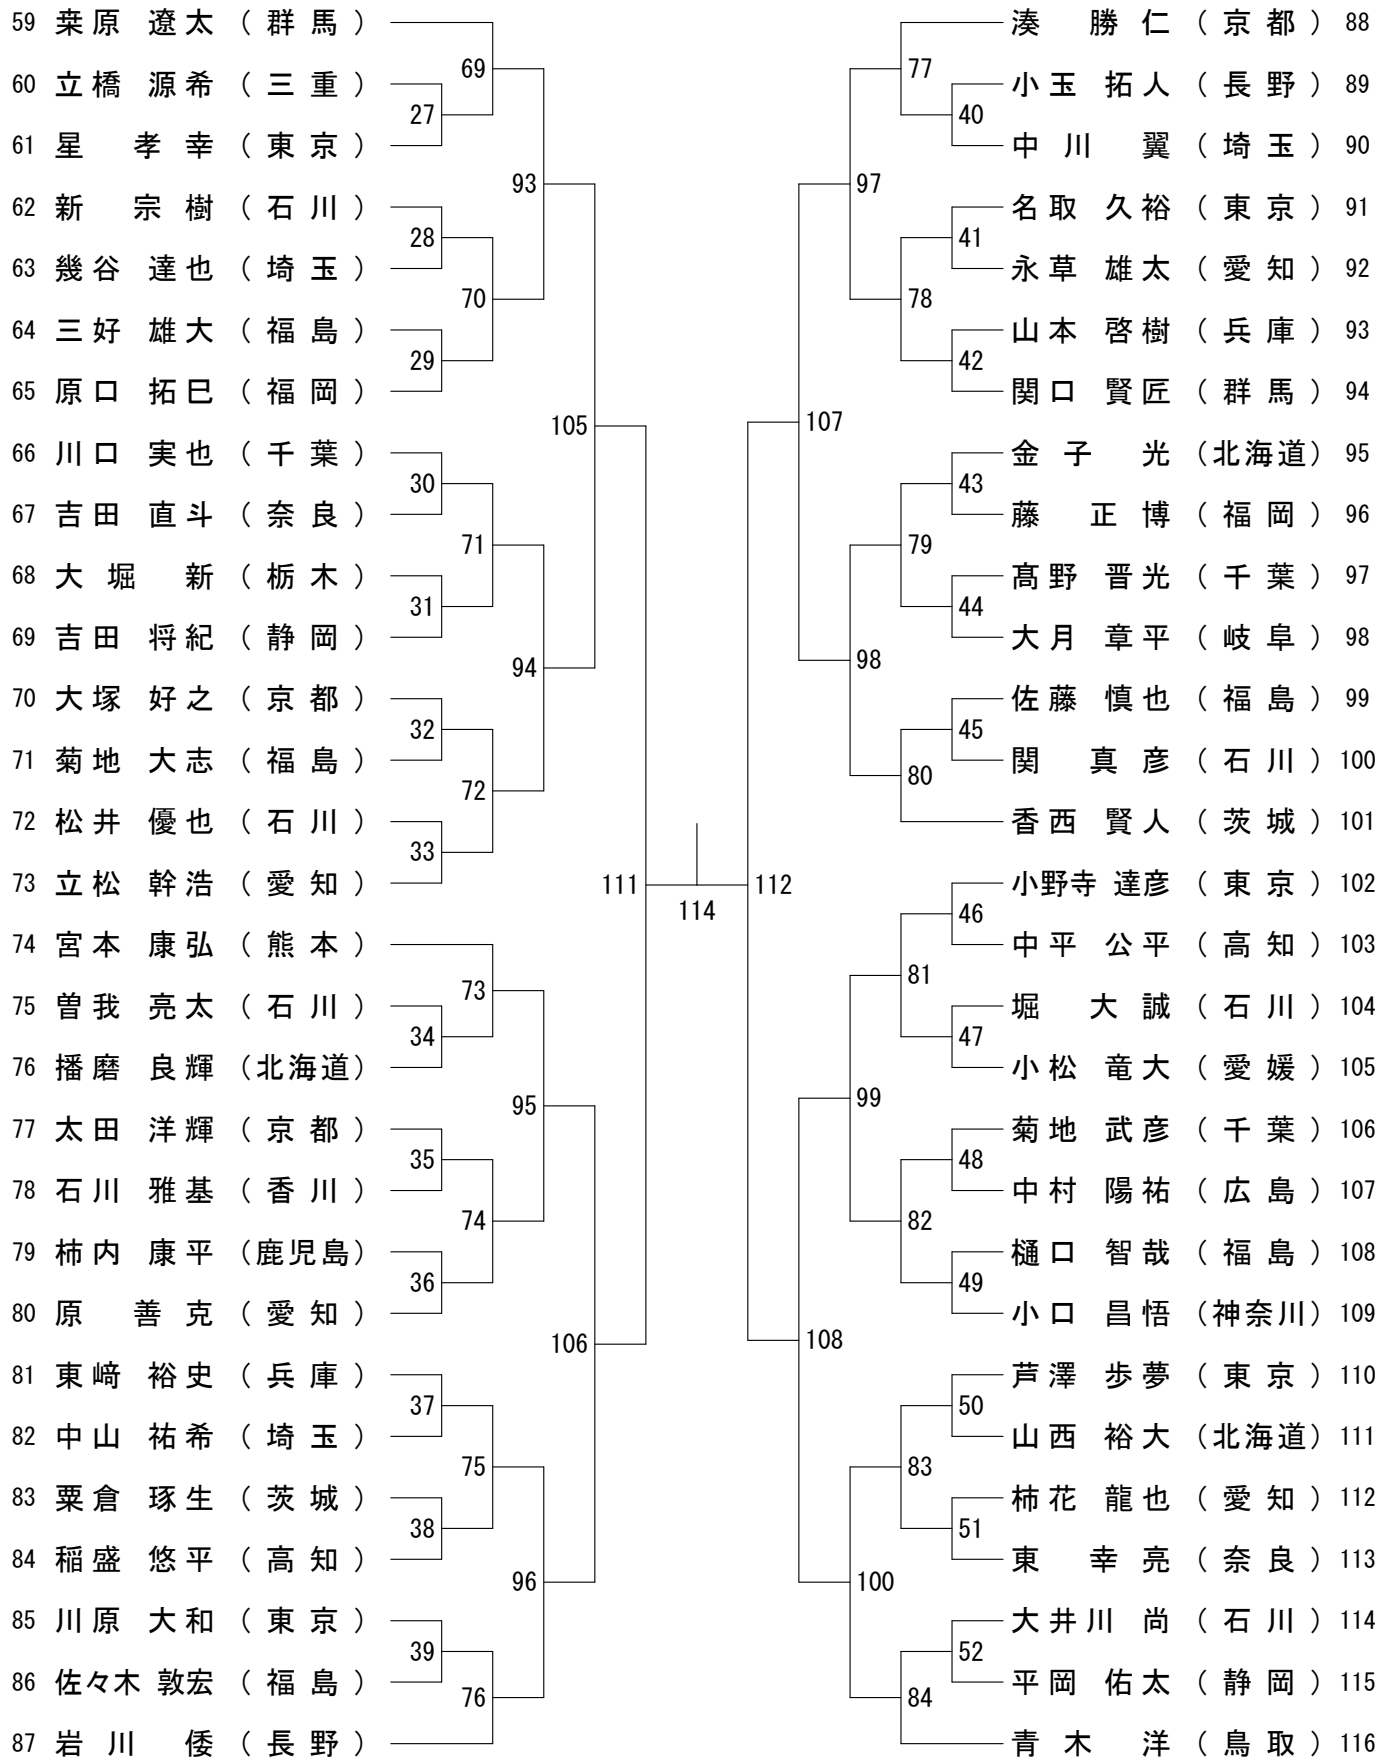 59 桒原 遼太 (群馬)
60 立橋 源希 (三重)
61 星 孝幸 (東京)
62 新 宗樹 (石川)
63 幾谷 達也 (埼玉)
64 三好 雄大 (福島)
65 原口 拓巳 (福岡)
66 川口 実也 (千葉)
67 吉田 直斗 (奈良)
68 大堀 新 (栃木)
69 吉田 将紀 (静岡)
70 大塚 好之 (京都)
71 菊地 大志 (福島)
72 松井 優也 (石川)
73 立松 幹浩 (愛知)
74 宮本 康弘 (熊本)
75 曽我 亮太 (石川)
76 播磨 良輝 (北海道)
77 太田 洋輝 (京都)
78 石川 雅基 (香川)
79 柿内 康平 (鹿児島)
80 原 善克 (愛知)
81 東﨑 裕史 (兵庫)
82 中山 祐希 (埼玉)
83 粟倉 琢生 (茨城)
84 稲盛 悠平 (高知)
85 川原 大和 (東京)
86 佐々木 敦宏 (福島)
87 岩川 倭 (長野)
27
28
29
30
31
32
33
34
35
36
37
38
39
69
70
71
72
73
74
75
76
93
94
95
96
105
106
111
114
112
107
108
97
98
99
100
77
78
79
80
81
82
83
84
40
41
42
43
44
45
46
47
48
49
50
51
52
湊 勝仁 (京都) 88
小玉 拓人 (長野) 89
中川 翼 (埼玉) 90
名取 久裕 (東京) 91
永草 雄太 (愛知) 92
山本 啓樹 (兵庫) 93
関口 賢匠 (群馬) 94
金子 光 (北海道) 95
藤 正博 (福岡) 96
髙野 晋光 (千葉) 97
大月 章平 (岐阜) 98
佐藤 慎也 (福島) 99
関 真彦 (石川) 100
香西 賢人 (茨城) 101
小野寺 達彦 (東京) 102
中平 公平 (高知) 103
堀 大誠 (石川) 104
小松 竜大 (愛媛) 105
菊地 武彦 (千葉) 106
中村 陽祐 (広島) 107
樋口 智哉 (福島) 108
小口 昌悟 (神奈川) 109
芦澤 歩夢 (東京) 110
山西 裕大 (北海道) 111
柿花 龍也 (愛知) 112
東 幸亮 (奈良) 113
大井川 尚 (石川) 114
平岡 佑太 (静岡) 115
青木 洋 (鳥取) 116